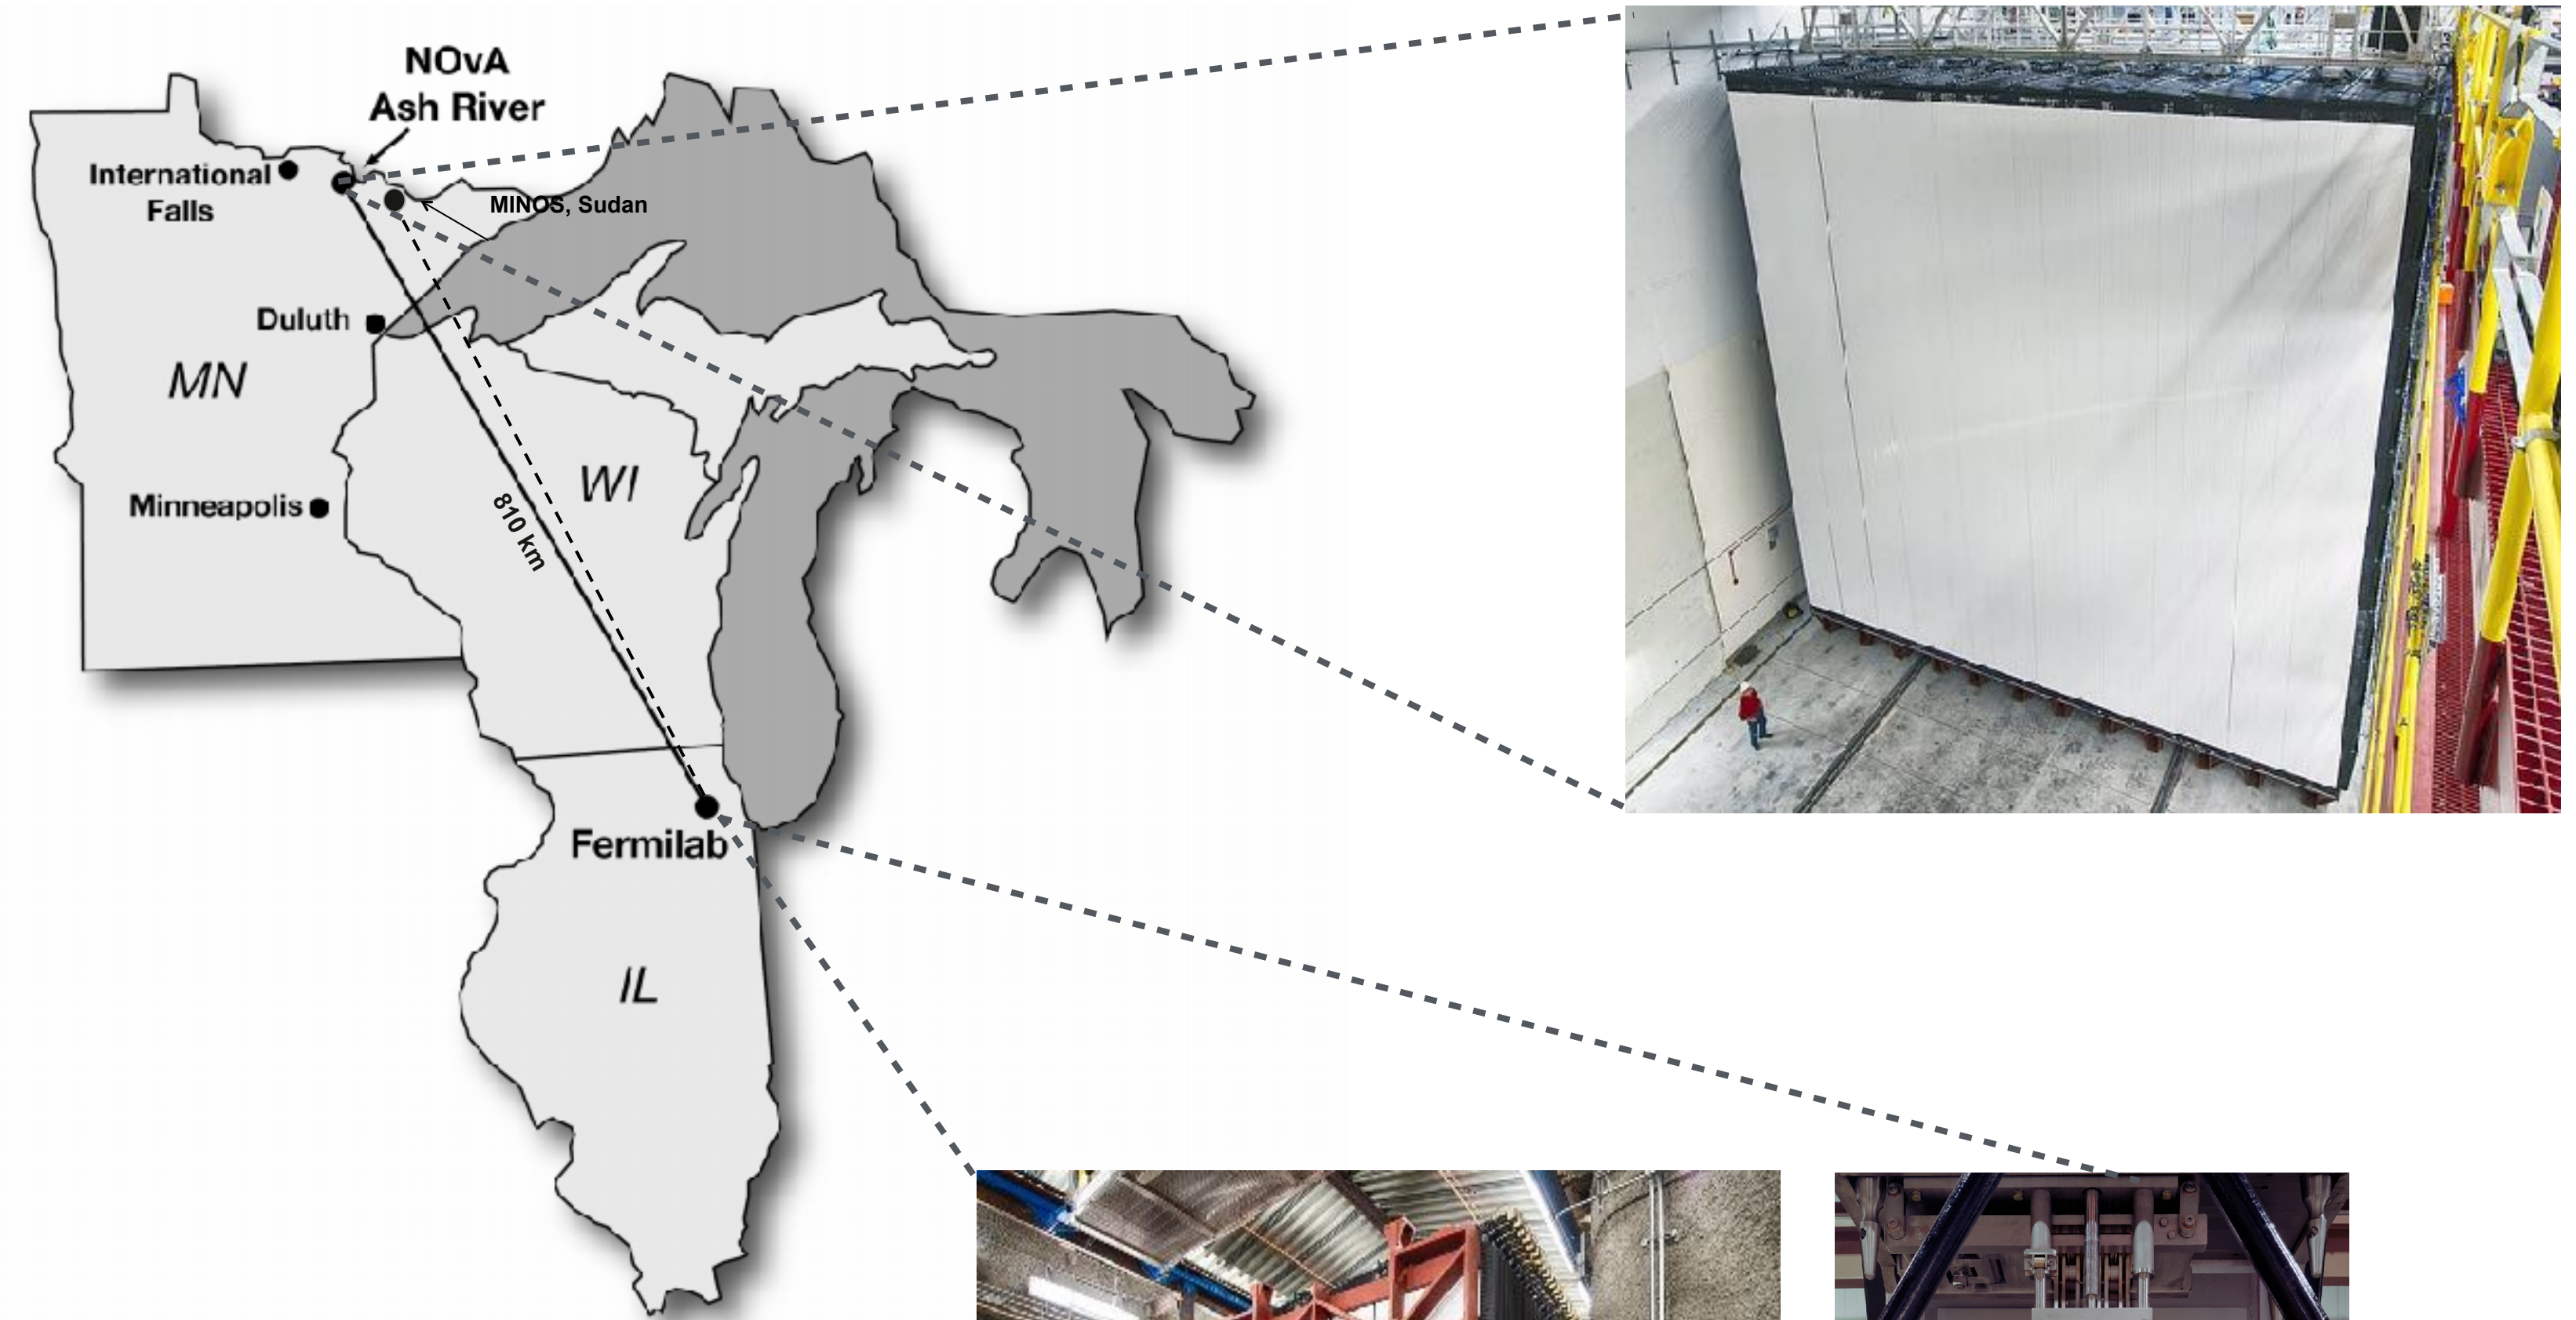 NOvA
Ash River
International
Falls
MINOS, Sudan
Duluth
MN
WI
Minneapolis
810 km
Fermilab
IL